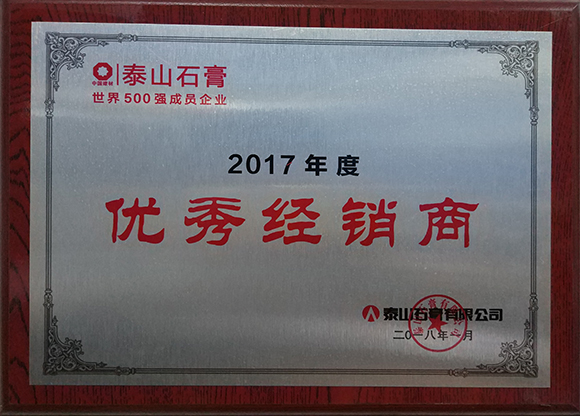 中国建材
泰山石膏
世界500强成员企业
2017年度
优秀经销商
泰山石膏有限公司
二〇一八年 月